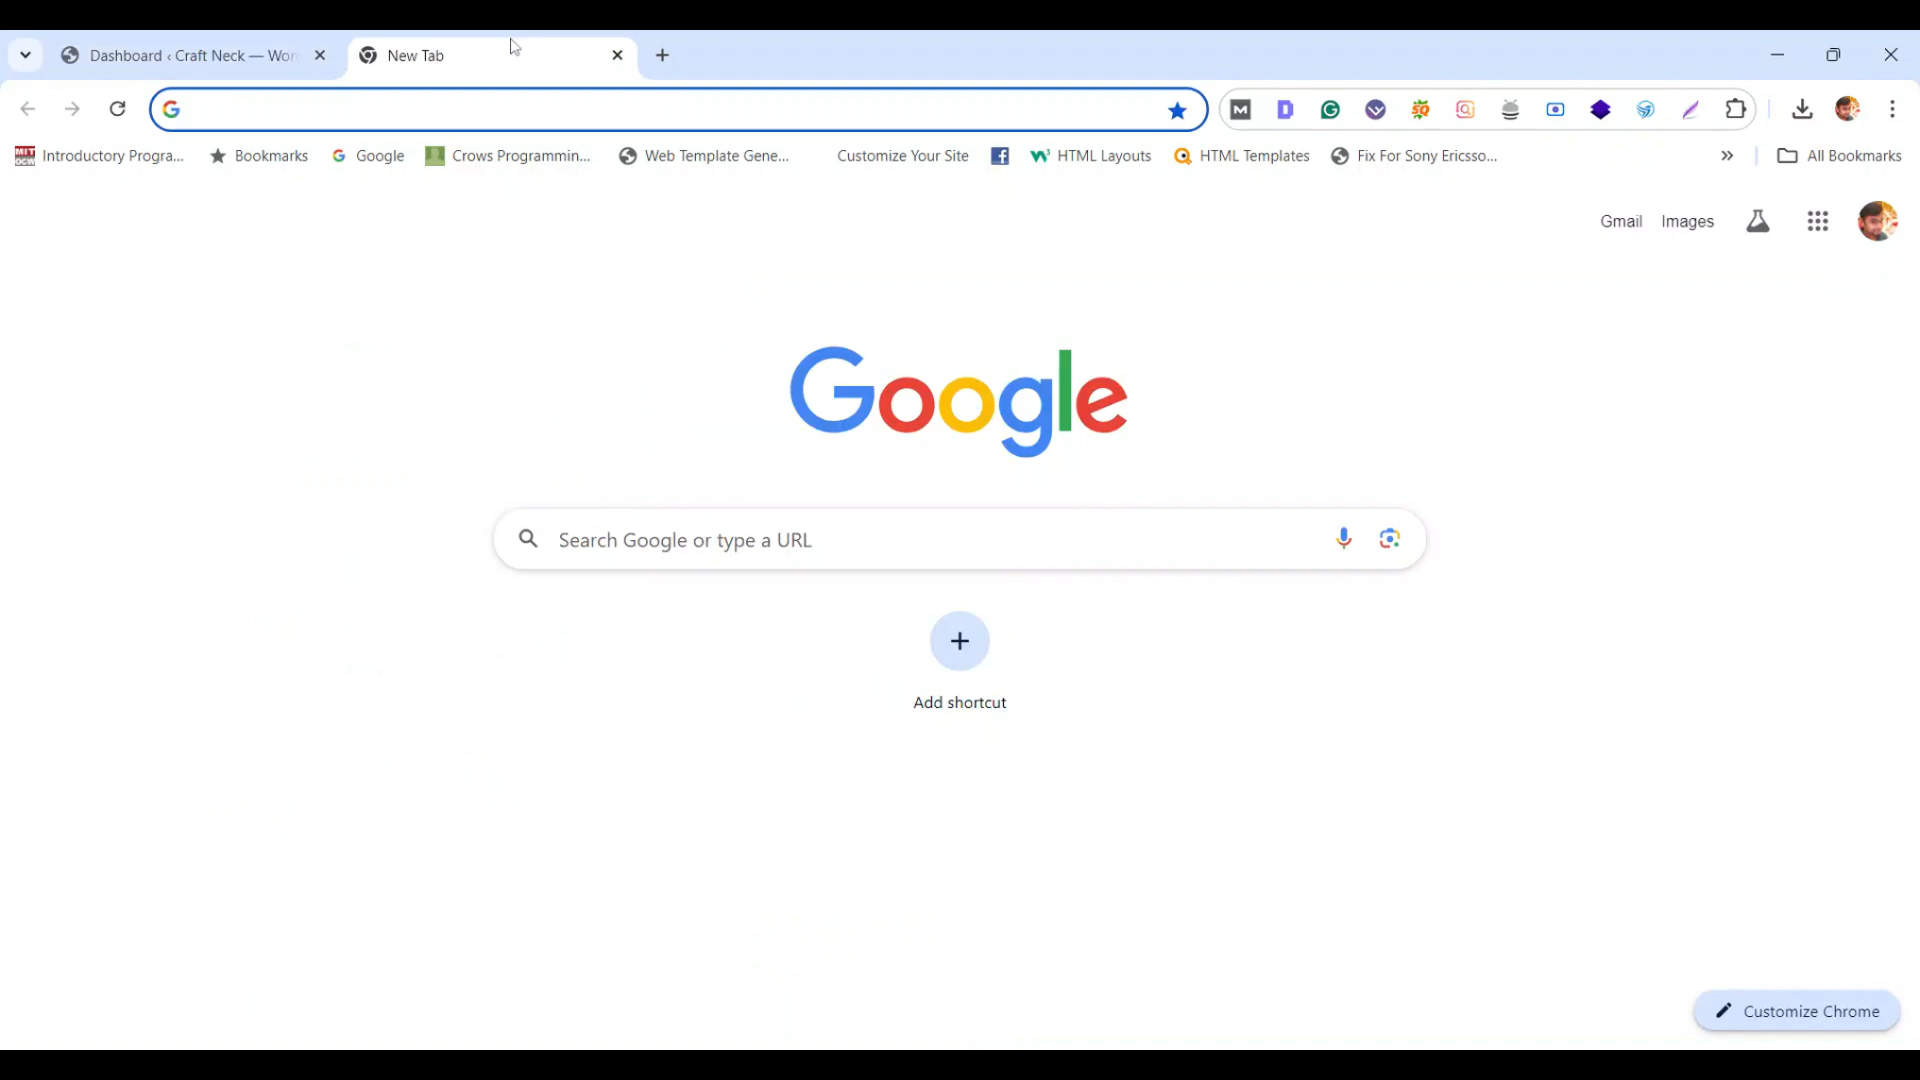 Dashboard ‹ Craft Neck — Wor
New Tab
MIT OCW Introductory Progra...
Bookmarks
Google
Crows Programmin...
Web Template Gene...
Customize Your Site
HTML Layouts
HTML Templates
Fix For Sony Ericsso...
»
All Bookmarks
Gmail
Images
Google
Search Google or type a URL
Add shortcut
Customize Chrome